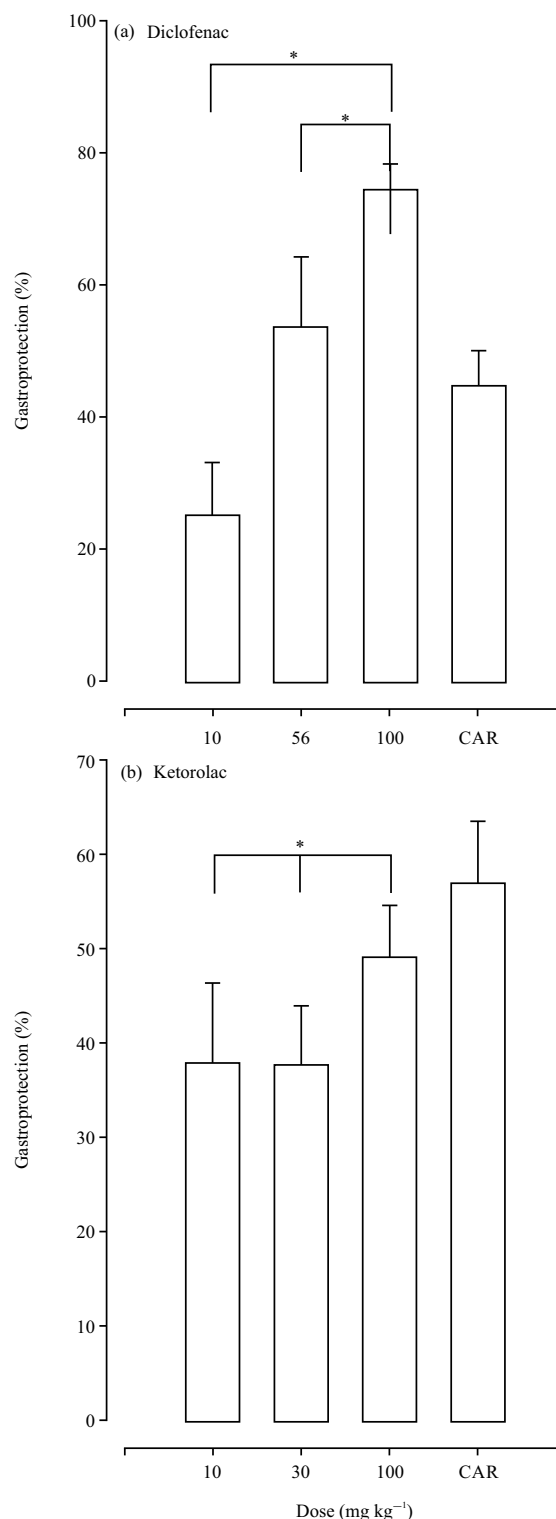 (a) Diclofenac
100
80
60
40
20
0
Gastroprotection (%)
*
*
10 56 100 CAR
(b) Ketorolac
70
60
50
40
30
20
10
0
Gastroprotection (%)
*
10 30 100 CAR
Dose (mg kg⁻¹)